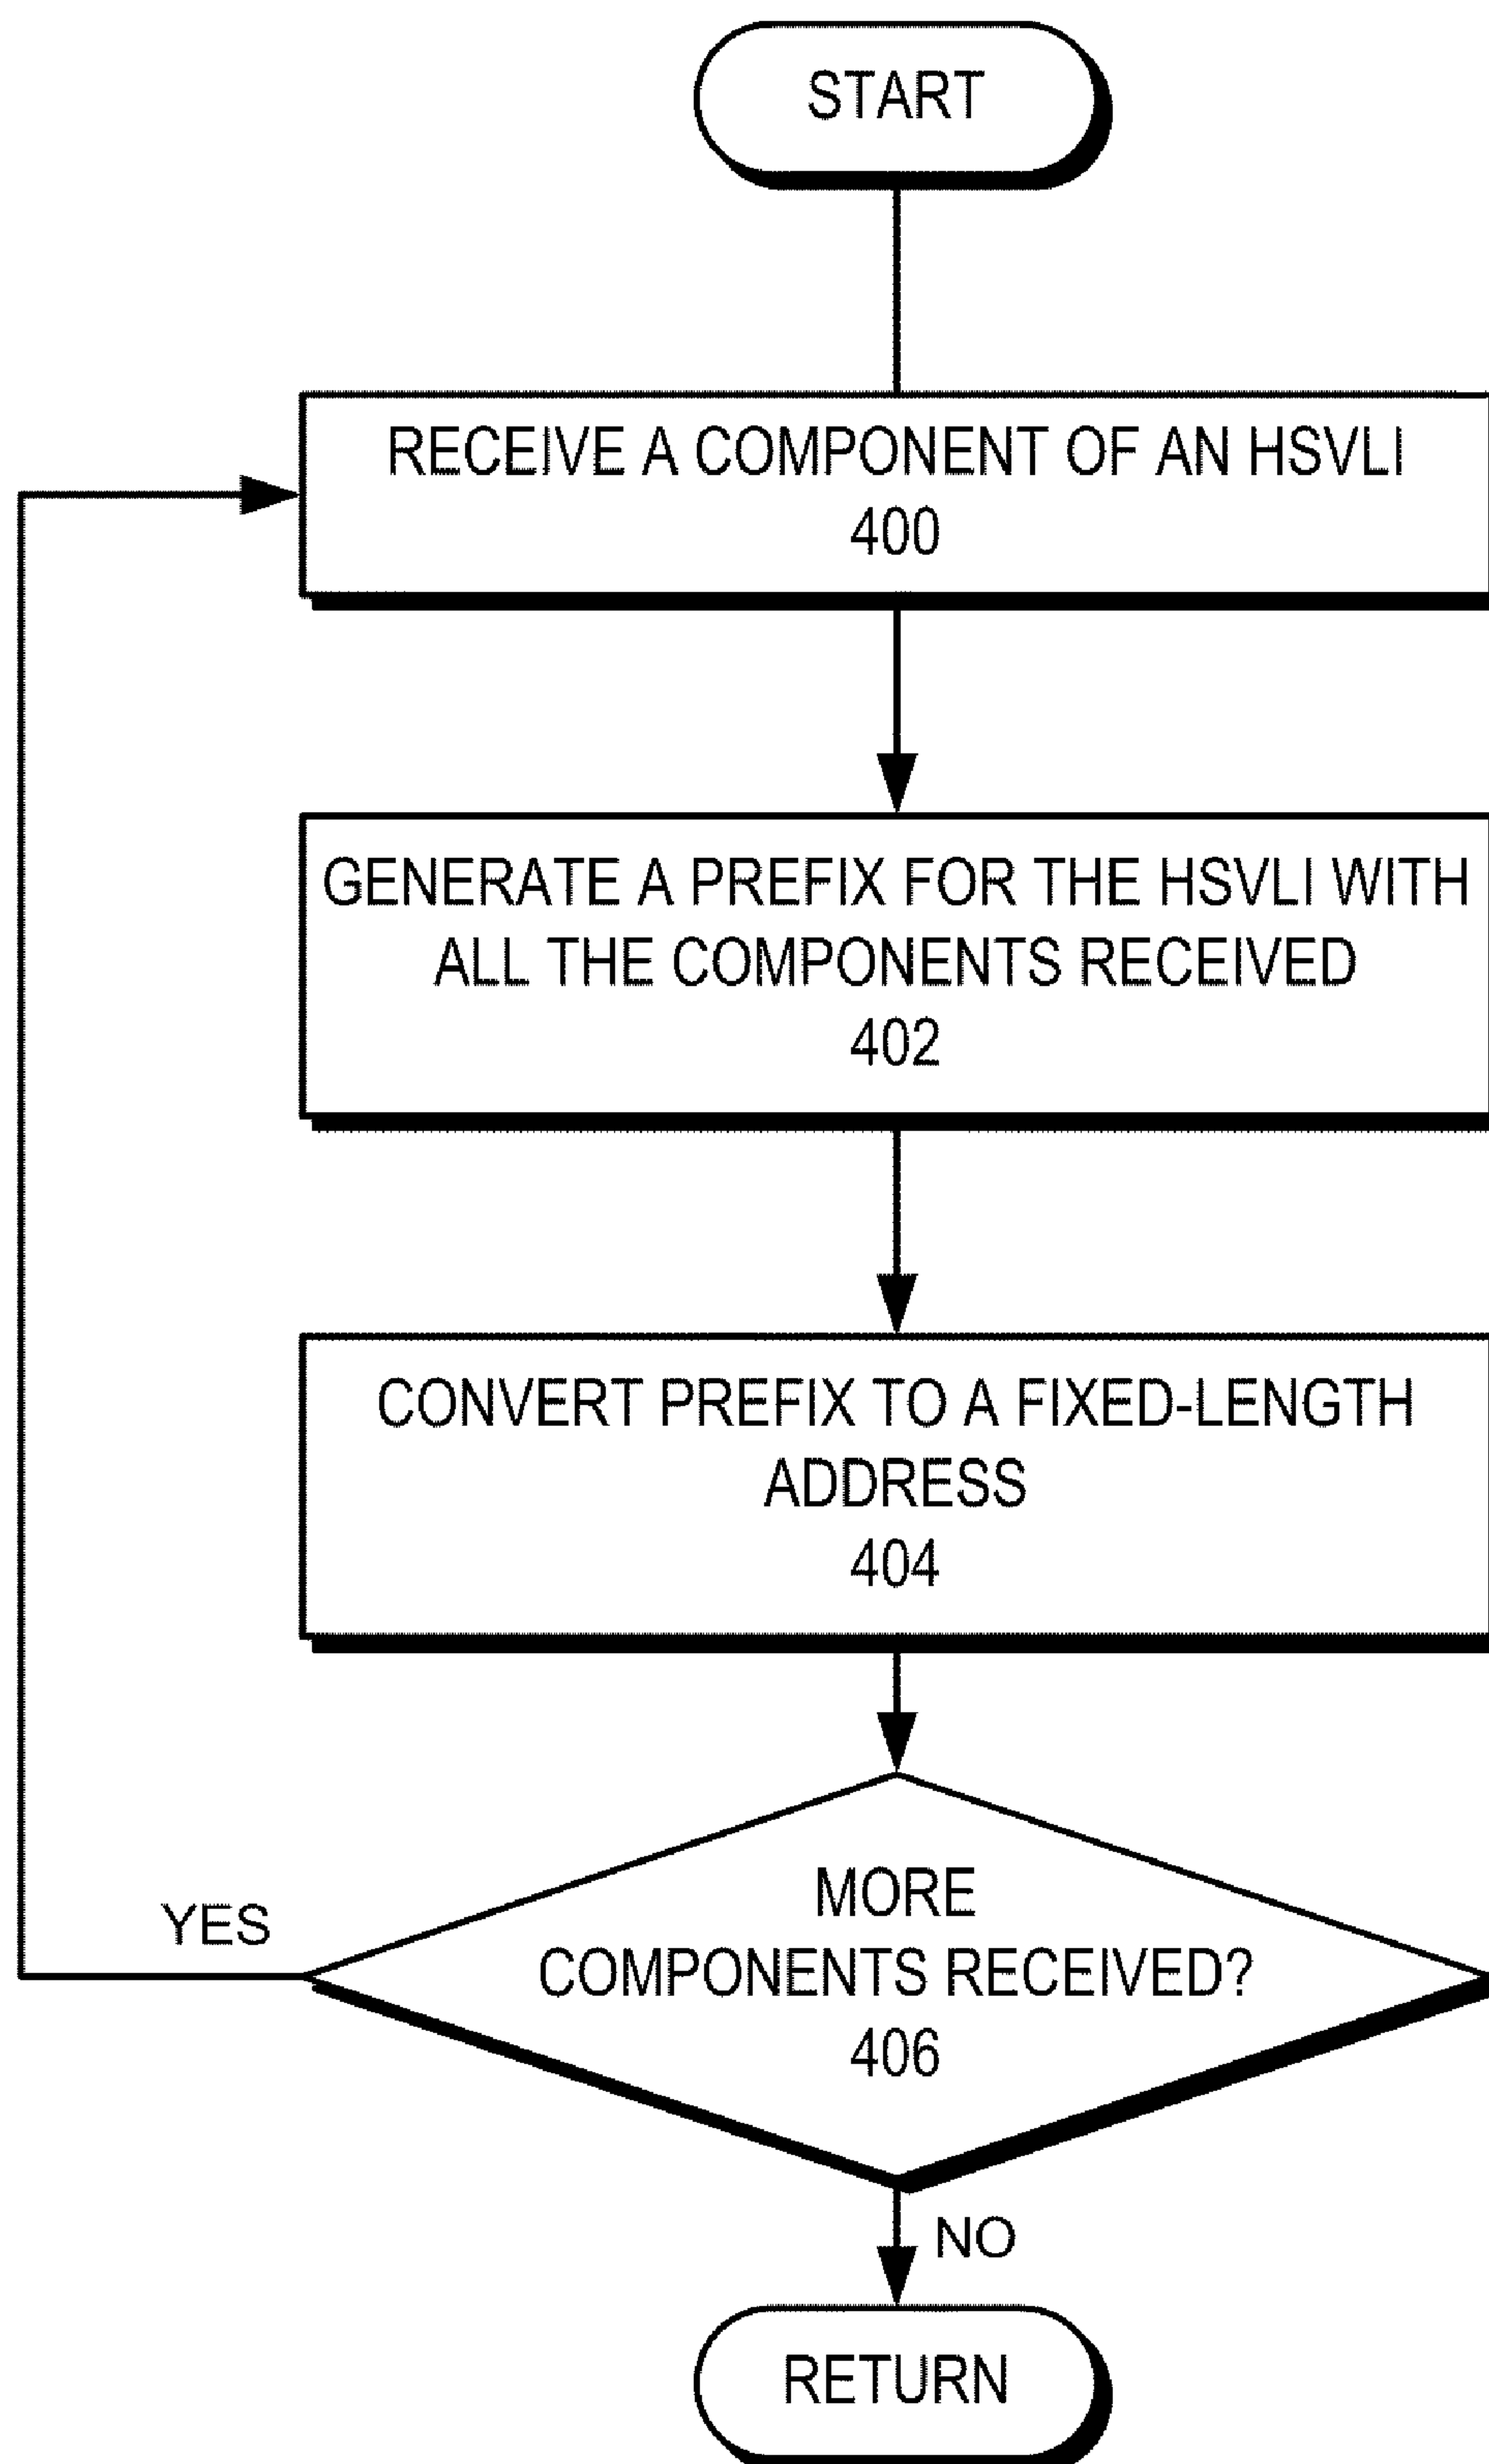 START
RECEIVE A COMPONENT OF AN HSVLI
400
GENERATE A PREFIX FOR THE HSVLI WITH
ALL THE COMPONENTS RECEIVED
402
CONVERT PREFIX TO A FIXED-LENGTH
ADDRESS
404
MORE
COMPONENTS RECEIVED?
406
YES
NO
RETURN